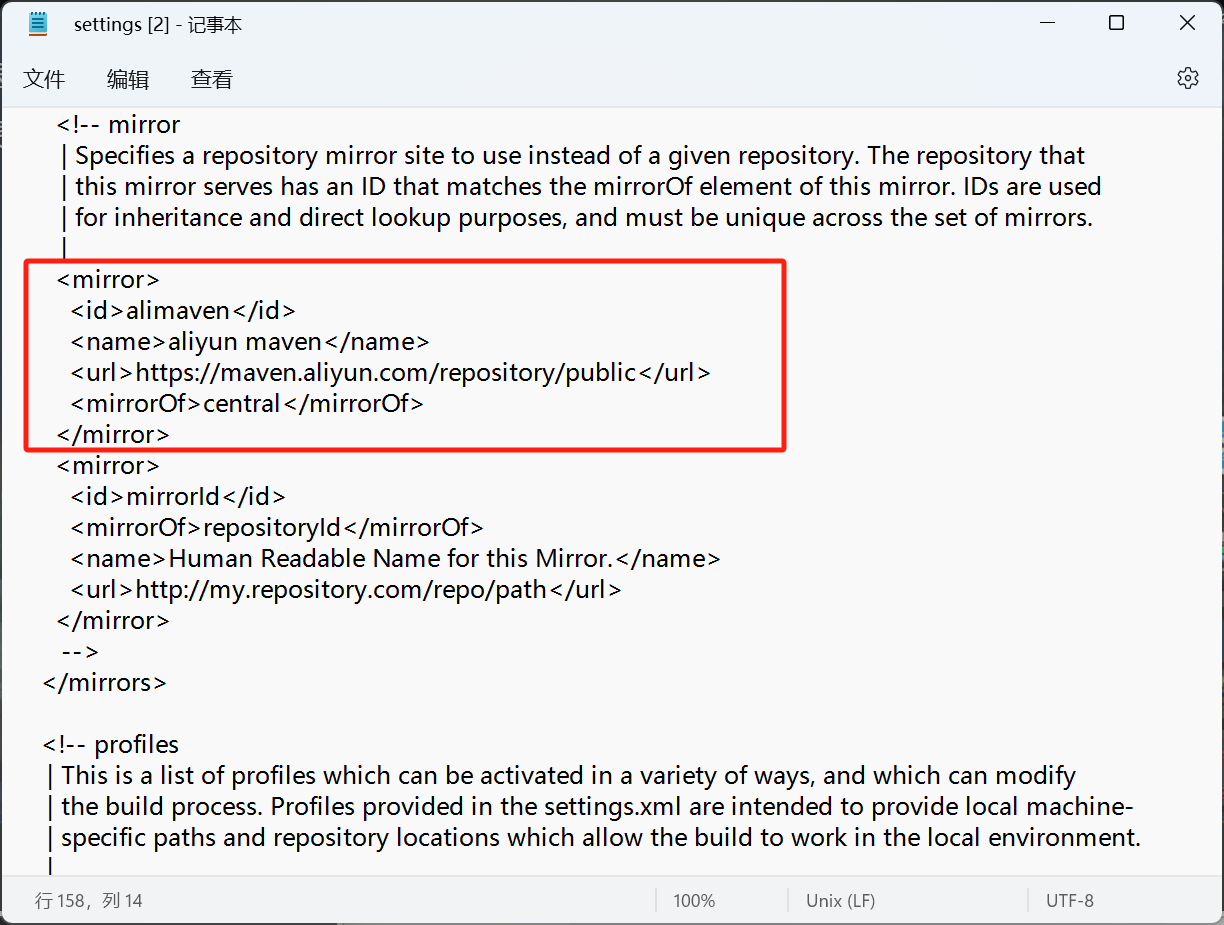 settings [2] - 记事本
文件 编辑 查看
<!-- mirror
| Specifies a repository mirror site to use instead of a given repository. The repository that
| this mirror serves has an ID that matches the mirrorOf element of this mirror. IDs are used
| for inheritance and direct lookup purposes, and must be unique across the set of mirrors.
|
<mirror>
<id>alimaven</id>
<name>aliyun maven</name>
<url>https://maven.aliyun.com/repository/public</url>
<mirrorOf>central</mirrorOf>
</mirror>
<mirror>
<id>mirrorId</id>
<mirrorOf>repositoryId</mirrorOf>
<name>Human Readable Name for this Mirror.</name>
<url>http://my.repository.com/repo/path</url>
</mirror>
-->
</mirrors>
<!-- profiles
| This is a list of profiles which can be activated in a variety of ways, and which can modify
| the build process. Profiles provided in the settings.xml are intended to provide local machine-
| specific paths and repository locations which allow the build to work in the local environment.
|
行 158，列 14 100% Unix (LF) UTF-8